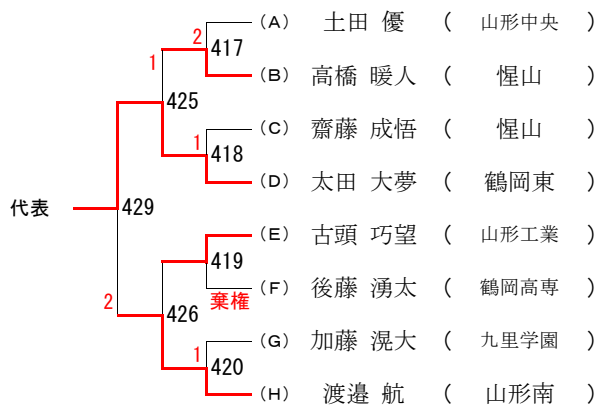 2 (A) 土田 優 ( 山形中央 )
417
1 (B) 高橋 暖人 ( 惺山 )
425
(C) 齋藤 成悟 ( 惺山 )
1 418
(D) 太田 大夢 ( 鶴岡東 )
代表 429
(E) 古頭 巧望 ( 山形工業 )
419
棄権 (F) 後藤 湧太 ( 鶴岡高専 )
2 426
(G) 加藤 滉大 ( 九里学園 )
1 420
(H) 渡邉 航 ( 山形南 )